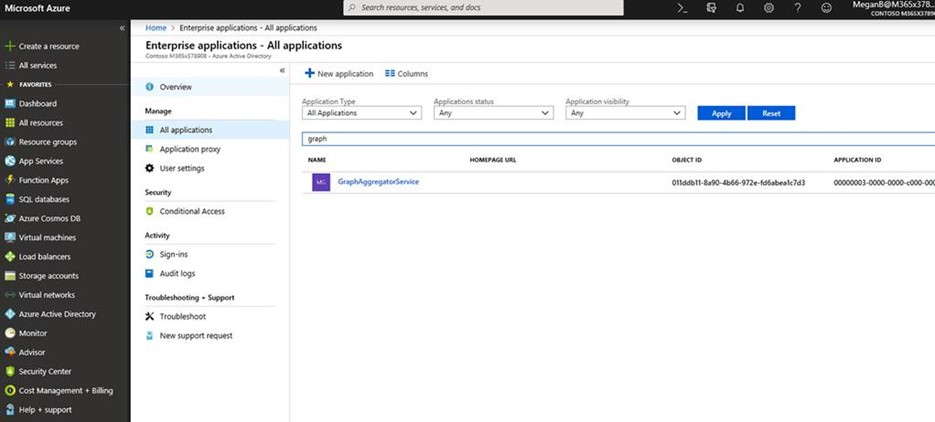 Microsoft Azure
Search resources, services, and docs
MeganB@M365x378...
CONTOSO M365X3789
Create a resource
All services
FAVORITES
Dashboard
All resources
Resource groups
App Services
Function Apps
SQL databases
Azure Cosmos DB
Virtual machines
Load balancers
Storage accounts
Virtual networks
Azure Active Directory
Monitor
Advisor
Security Center
Cost Management + Billing
Help + support
Home > Enterprise applications - All applications
Enterprise applications - All applications
Contoso M365x378908 - Azure Active Directory
Overview
Manage
All applications
Application proxy
User settings
Security
Conditional Access
Activity
Sign-ins
Audit logs
Troubleshooting + Support
Troubleshoot
New support request
New application Columns
Application Type Applications status Application visibility
All Applications Any Any Apply Reset
graph
NAME HOMEPAGE URL OBJECT ID APPLICATION ID
GraphAggregatorService 011ddb11-8a90-4b66-972e-fd6abea1c7d3 00000003-0000-0000-c000-000